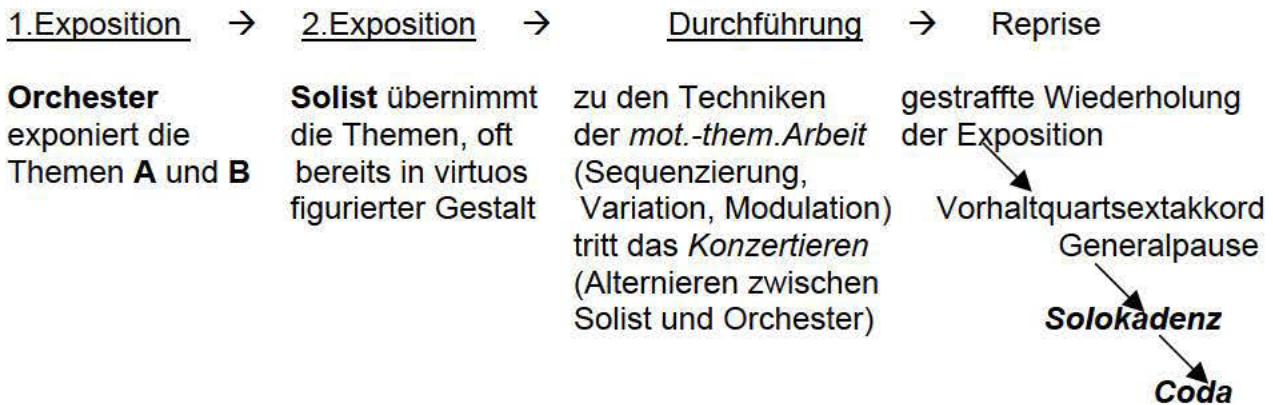 1.Exposition → 2.Exposition → Durchführung → Reprise
Orchester
exponiert die
Themen A und B
Solist übernimmt
die Themen, oft
bereits in virtuos
figurierter Gestalt
zu den Techniken
der mot.-them.Arbeit
(Sequenzierung,
Variation, Modulation)
tritt das Konzertieren
(Alternieren zwischen
Solist und Orchester)
gestraffte Wiederholung
der Exposition
Vorhaltquartsextakkord
Generalpause
Solokadenz
Coda